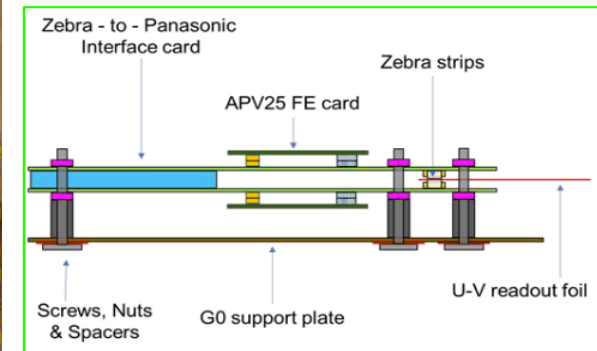 Zebra - to - Panasonic
Interface card
Zebra strips
APV25 FE card
U-V readout foil
Screws, Nuts
& Spacers
G0 support plate